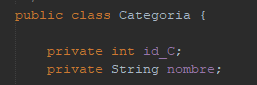 public class Categoria {
private int id_C;
private String nombre;